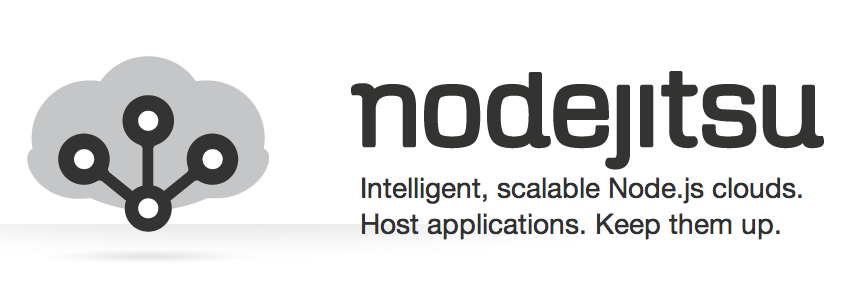 nodejitsu
Intelligent, scalable Node.js clouds.
Host applications. Keep them up.